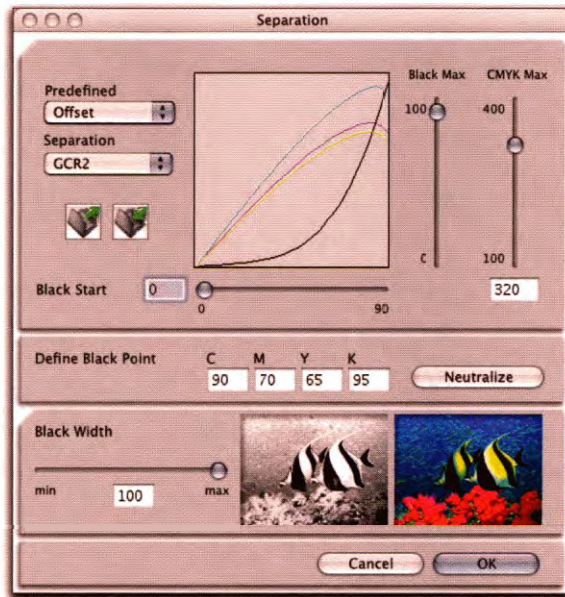 Separation
Predefined
Offset
Separation
GCR2
Black Max
CMYK Max
100
400
C
100
320
Black Start
0
0
90
Define Black Point
C
M
Y
K
90
70
65
95
Neutralize
Black Width
min
100
max
Cancel
OK